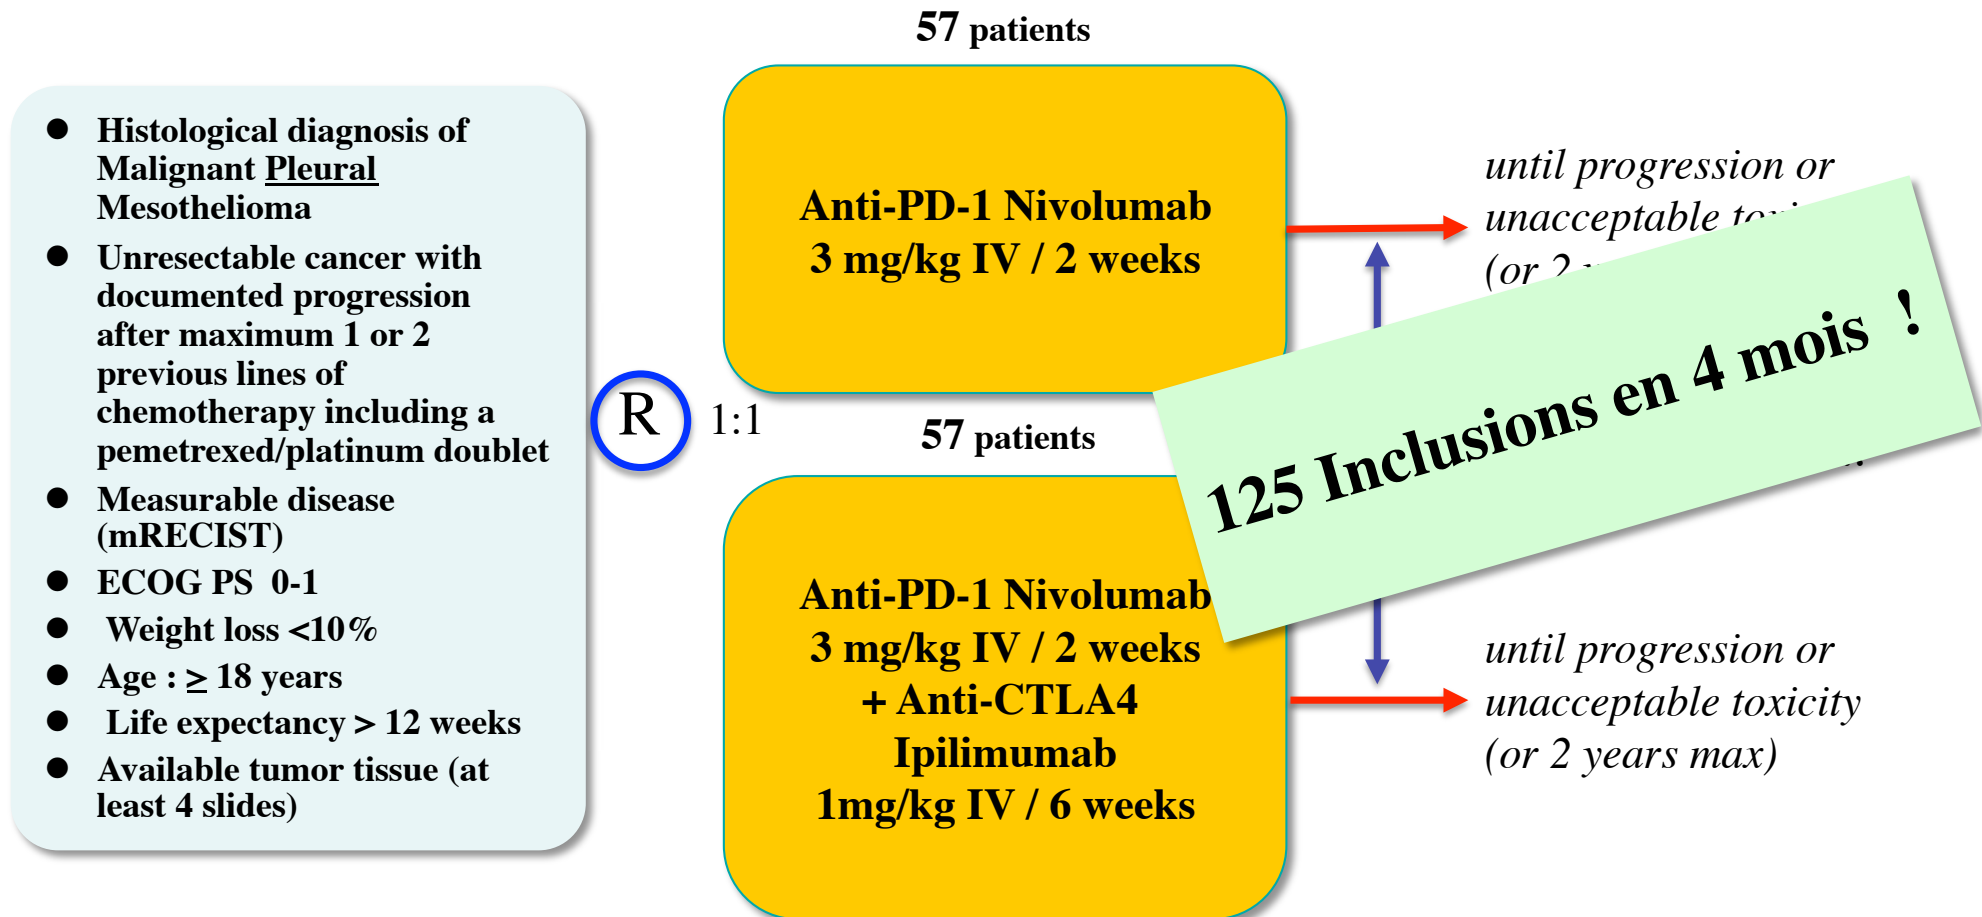 57 patients
Histological diagnosis of
Malignant Pleural
Mesothelioma
Unresectable cancer with
documented progression
after maximum 1 or 2
previous lines of
chemotherapy including a
pemetrexed/platinum doublet
Measurable disease
(mRECIST)
ECOG PS 0-1
Weight loss <10%
Age : ≥ 18 years
Life expectancy > 12 weeks
Available tumor tissue (at
least 4 slides)
R 1:1
Anti-PD-1 Nivolumab
3 mg/kg IV / 2 weeks
57 patients
Anti-PD-1 Nivolumab
3 mg/kg IV / 2 weeks
+ Anti-CTLA4
Ipilimumab
1mg/kg IV / 6 weeks
until progression or
unacceptable
(or 2
125 Inclusions en 4 mois !
until progression or
unacceptable toxicity
(or 2 years max)